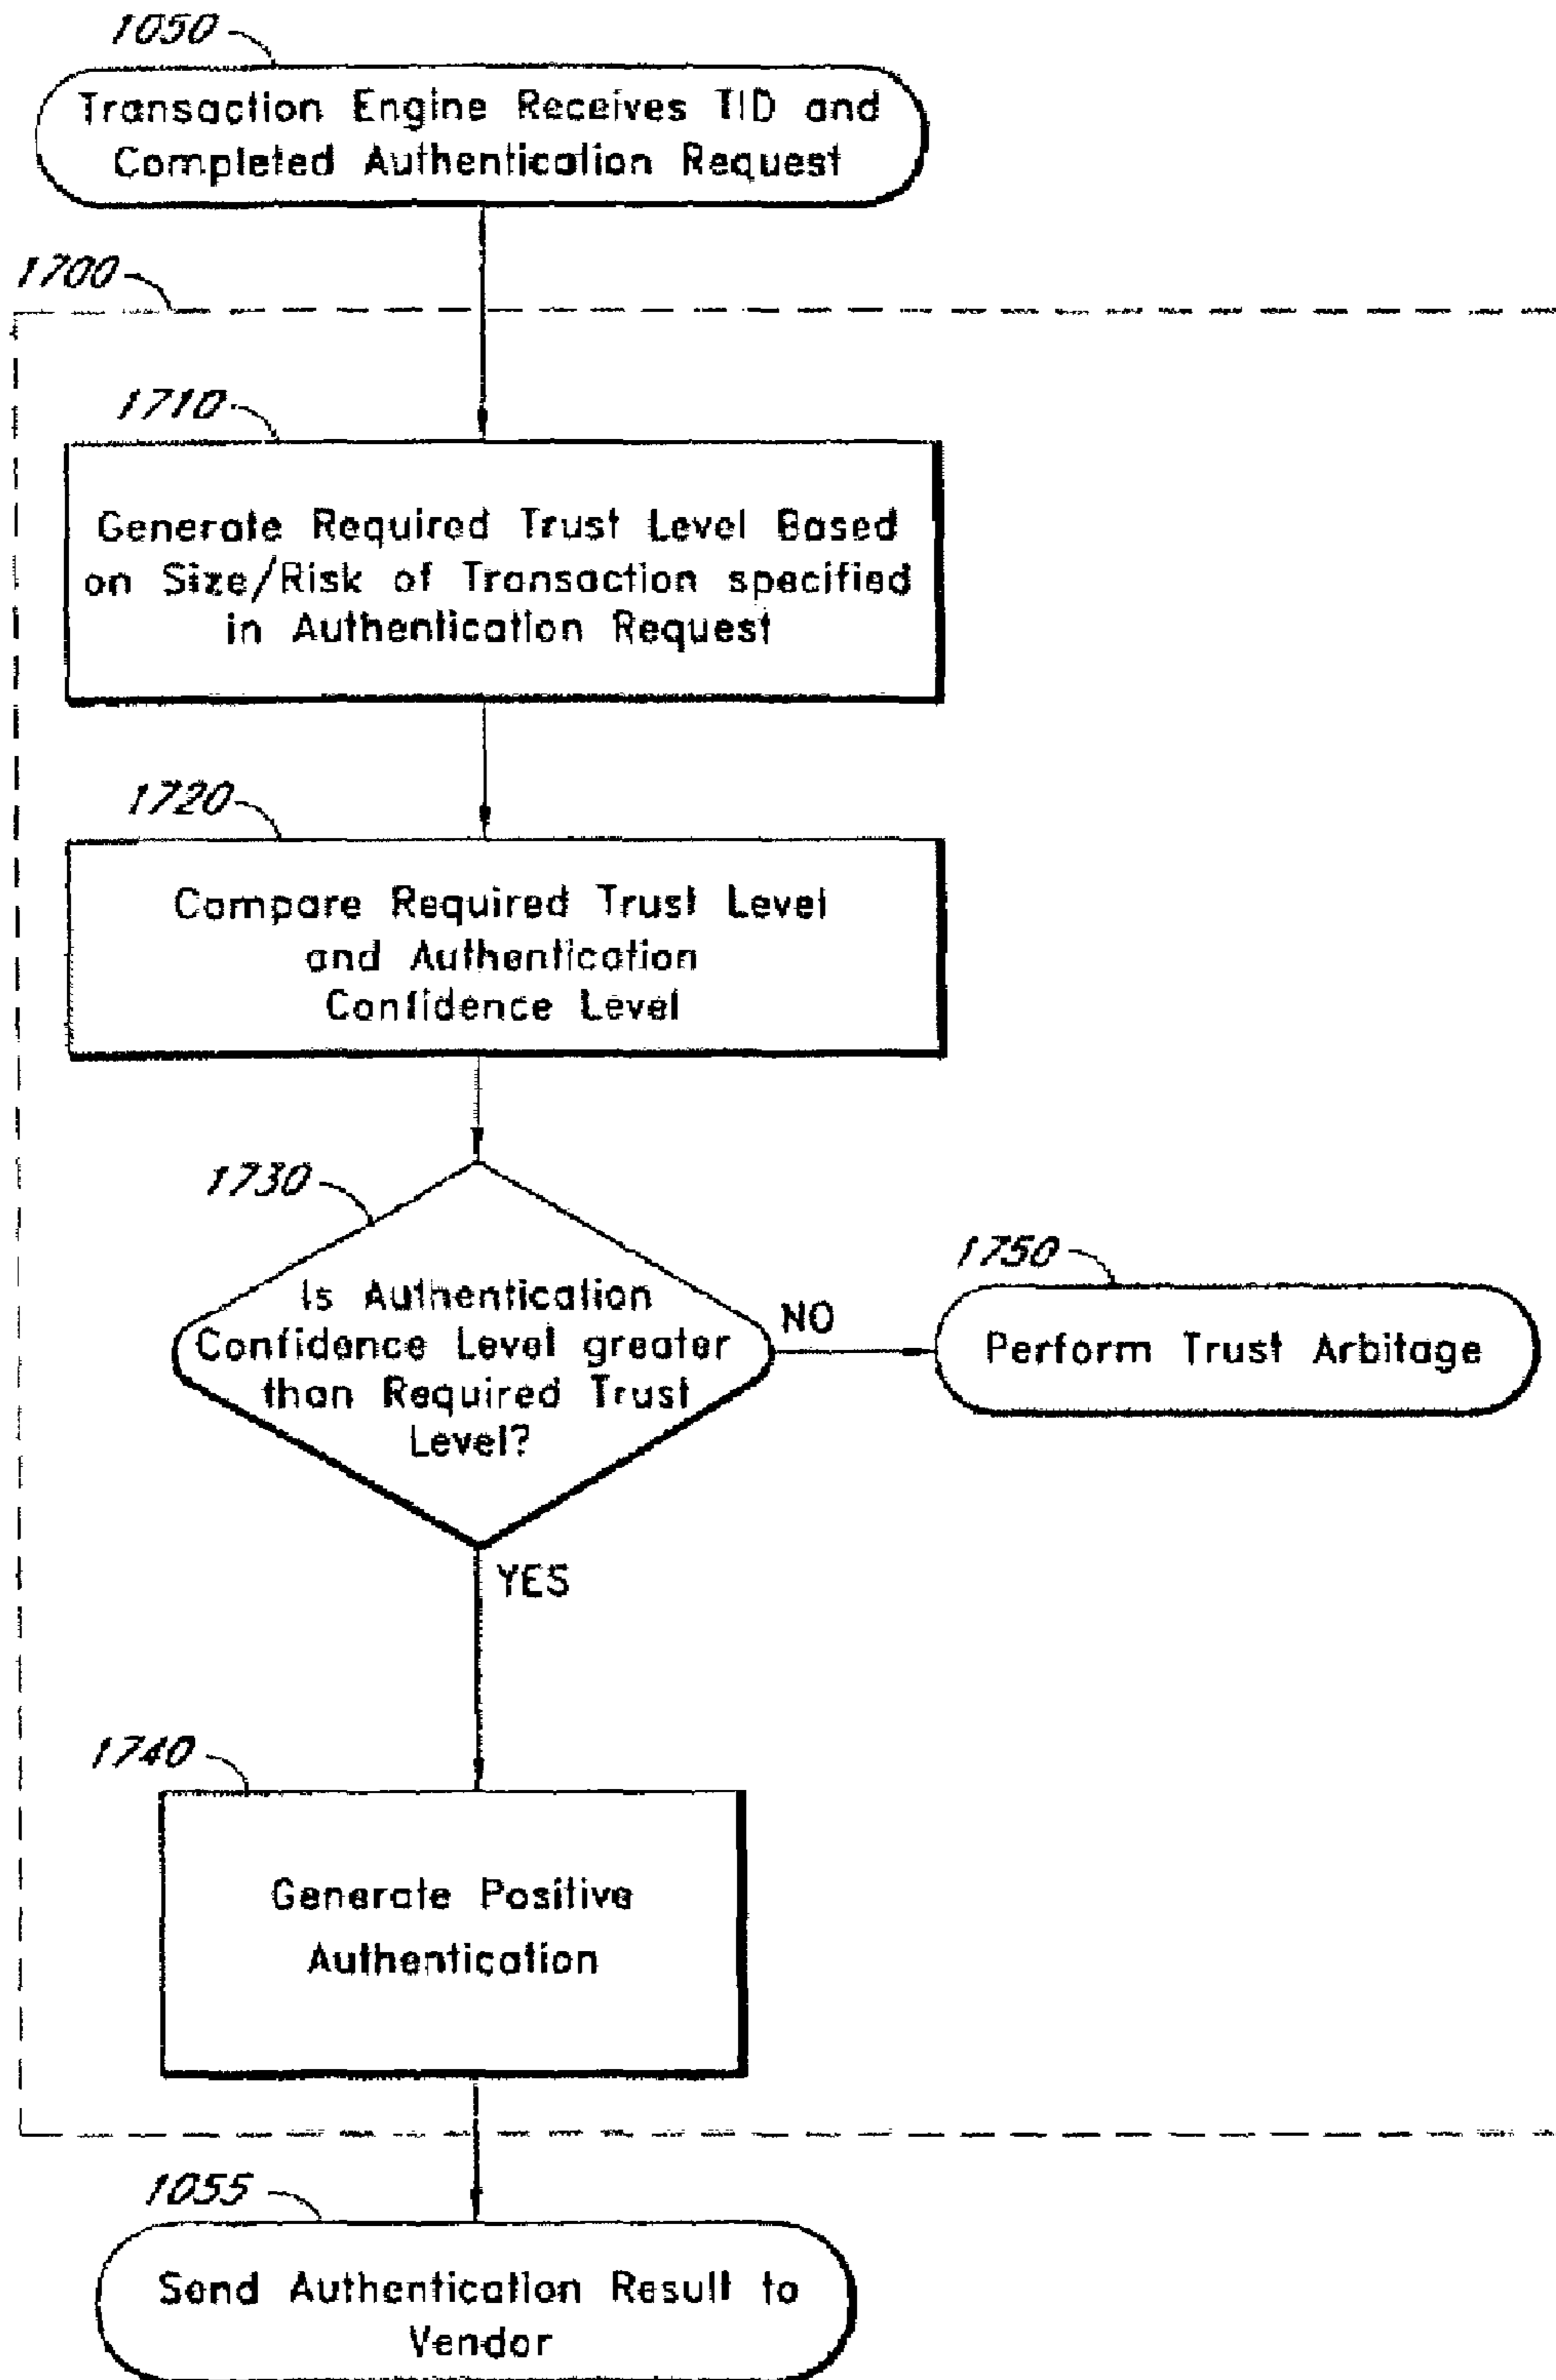 1050
Transaction Engine Receives TID and
Completed Authentication Request
1700
1710
Generate Required Trust Level Based
on Size/Risk of Transaction specified
in Authentication Request
1720
Compare Required Trust Level
and Authentication
Confidence Level
1730
Is Authentication
Confidence Level greater
than Required Trust
Level?
NO
1750
Perform Trust Arbitage
YES
1740
Generate Positive
Authentication
1055
Send Authentication Result to
Vendor